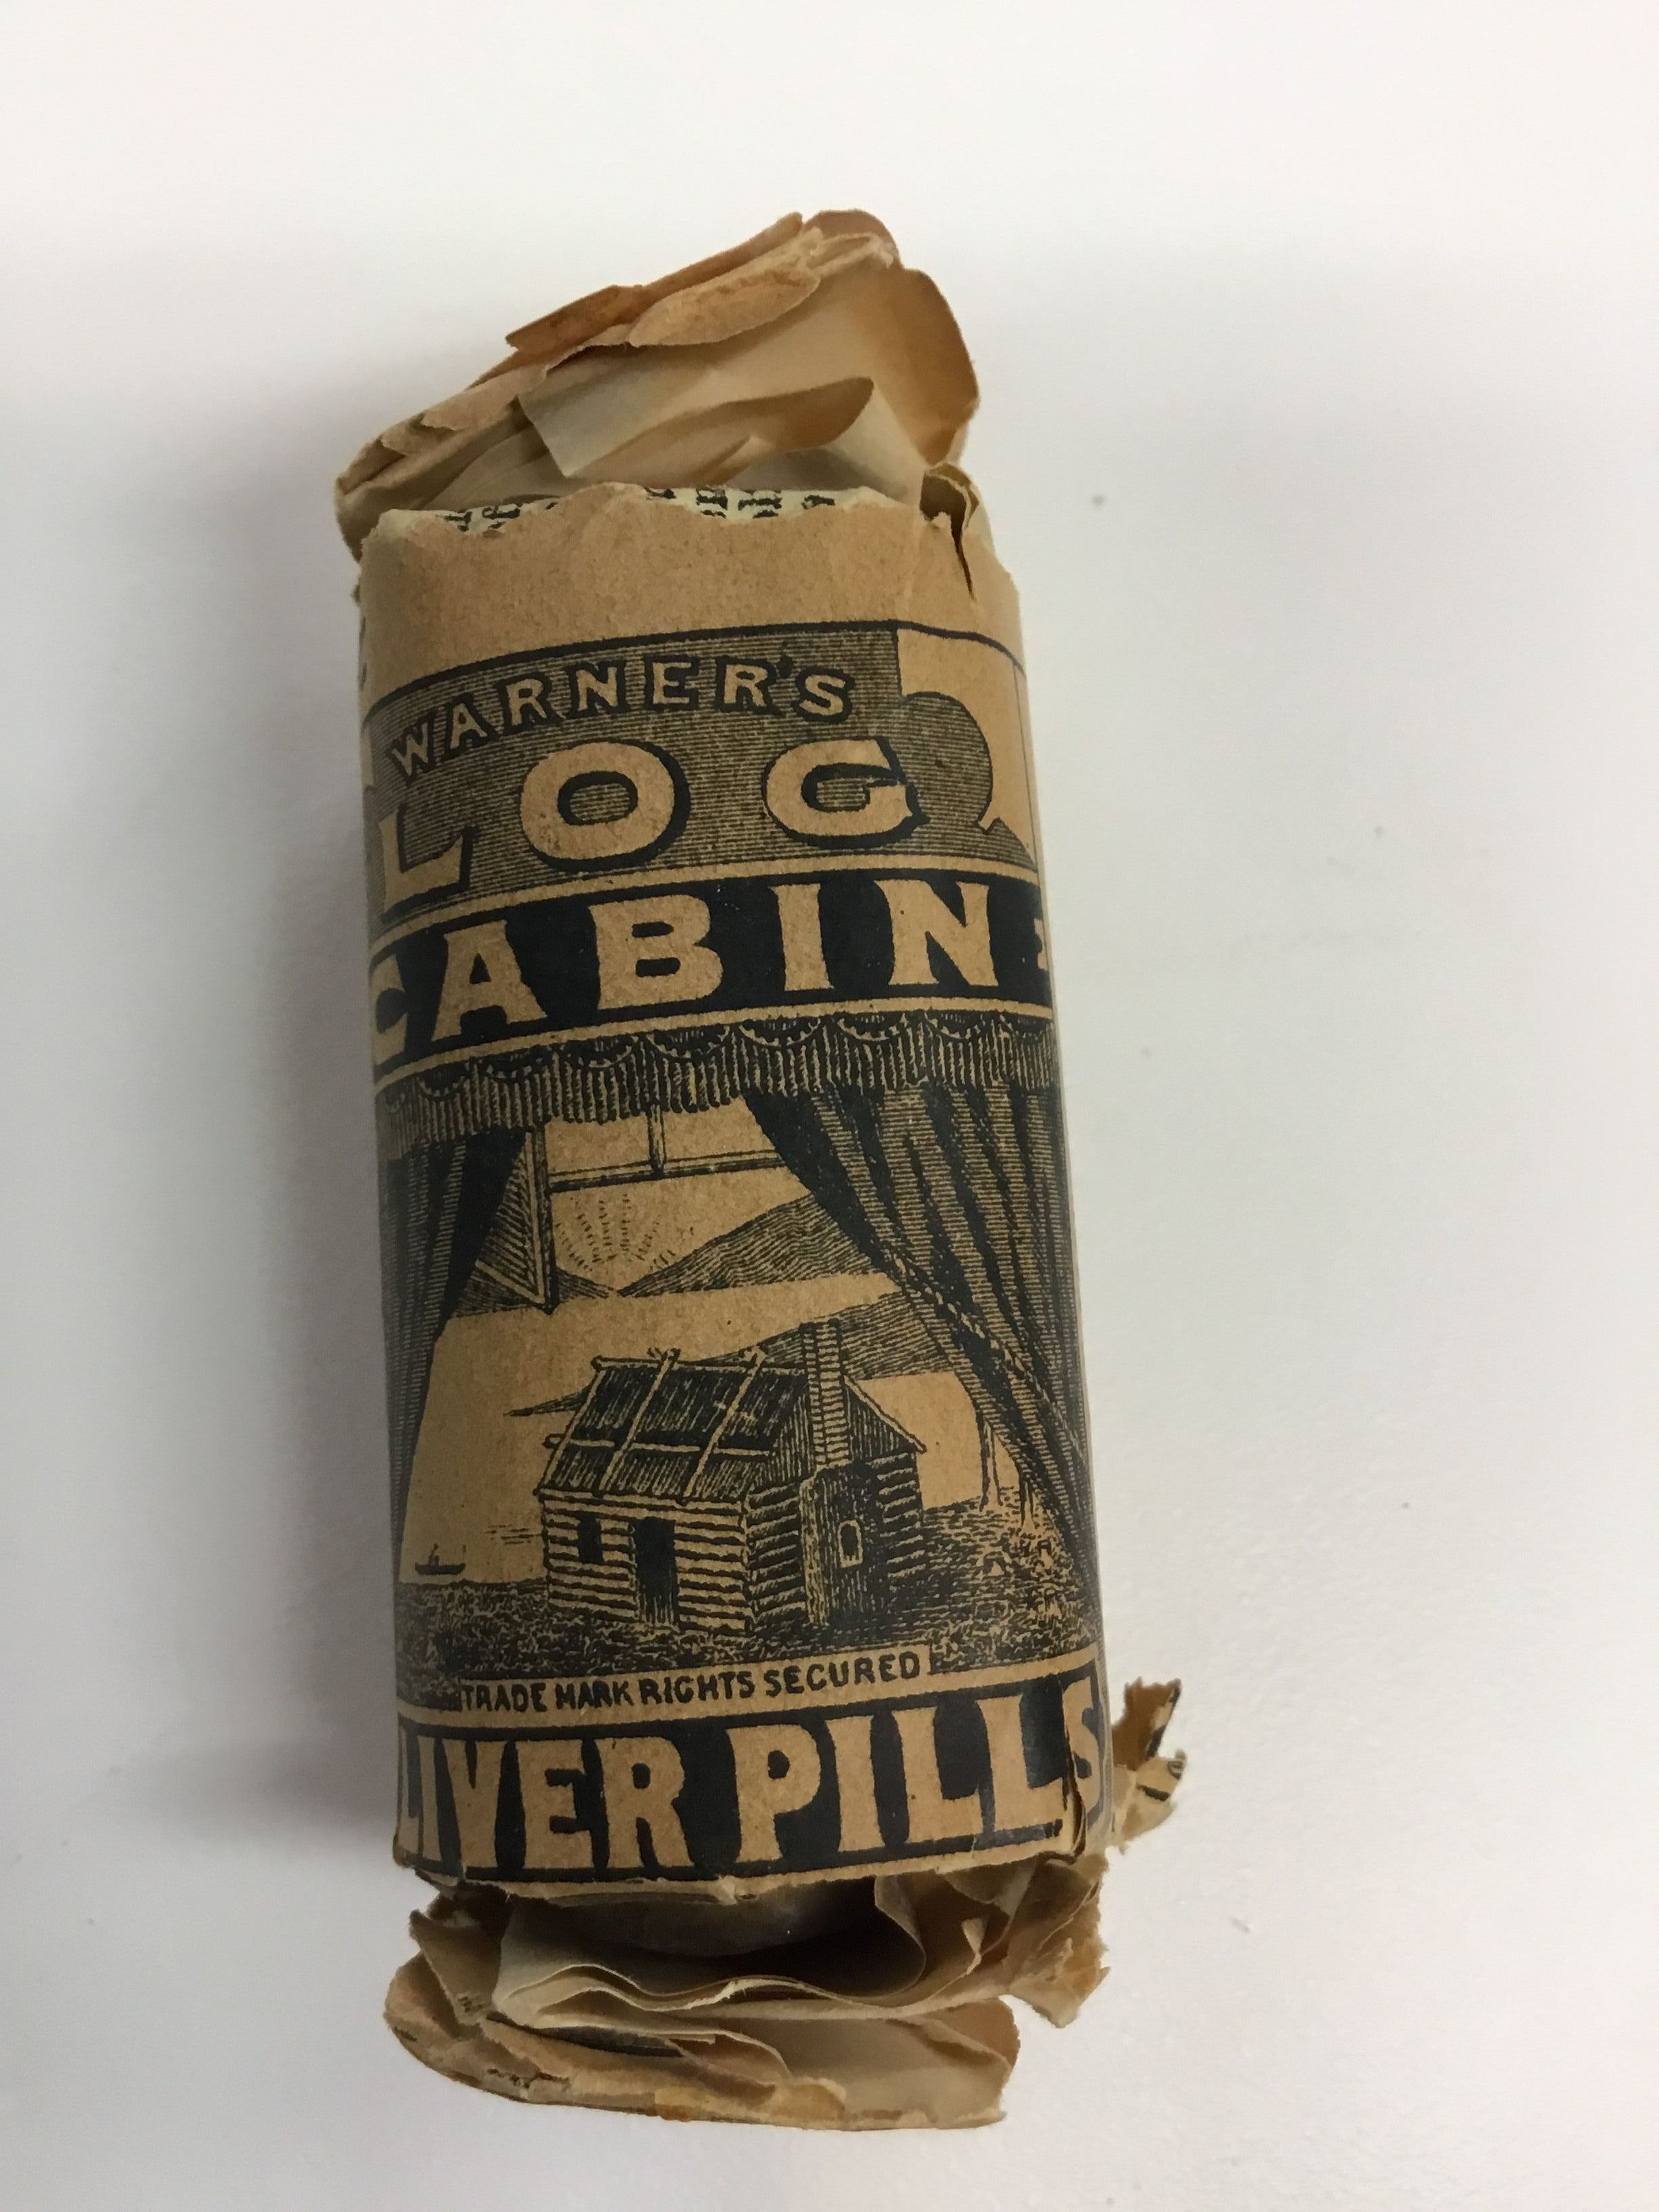 WARNER'S
LOG
CABIN
TRADE MARK RIGHTS SECURED
LIVER PILLS